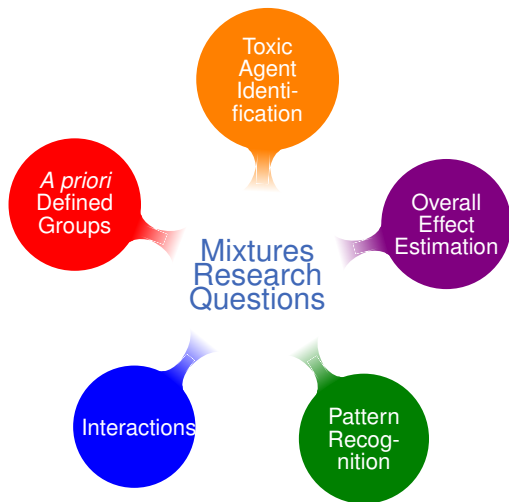 Toxic
Agent
Identi-
fication
A priori
Defined
Groups
Overall
Effect
Estimation
Mixtures
Research
Questions
Interactions
Pattern
Recog-
nition